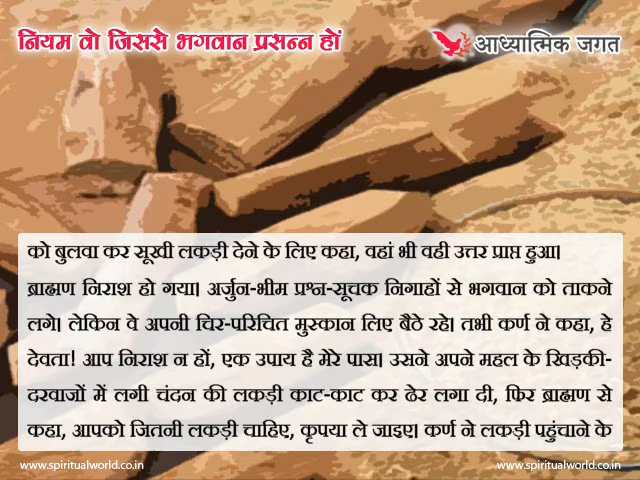 नियम वो जिससे भगवान प्रसन्न हों
आध्यात्मिक जगत
को बुलवा कर सूखी लकड़ी देने के लिए कहा, वहां भी वही उत्तर प्राप्त हुआ।
ब्राह्मण निराश हो गया। अर्जुन-भीम प्रश्न-सूचक निगाहों से भगवान को ताकने
लगे। लेकिन वे अपनी चिर-परिचित मुस्कान लिए बैठे रहे। तभी कर्ण ने कहा, हे
देवता! आप निराश न हों, एक उपाय है मेरे पास। उसने अपने महल के खिड़की-
दरवाजों में लगी चंदन की लकड़ी काट-काट कर ढेर लगा दी, फिर ब्राह्मण से
कहा, आपको जितनी लकड़ी चाहिए, कृपया ले जाइए। कर्ण ने लकड़ी पहुंचाने के
www.spiritualworld.co.in www.spiritualworld.co.in